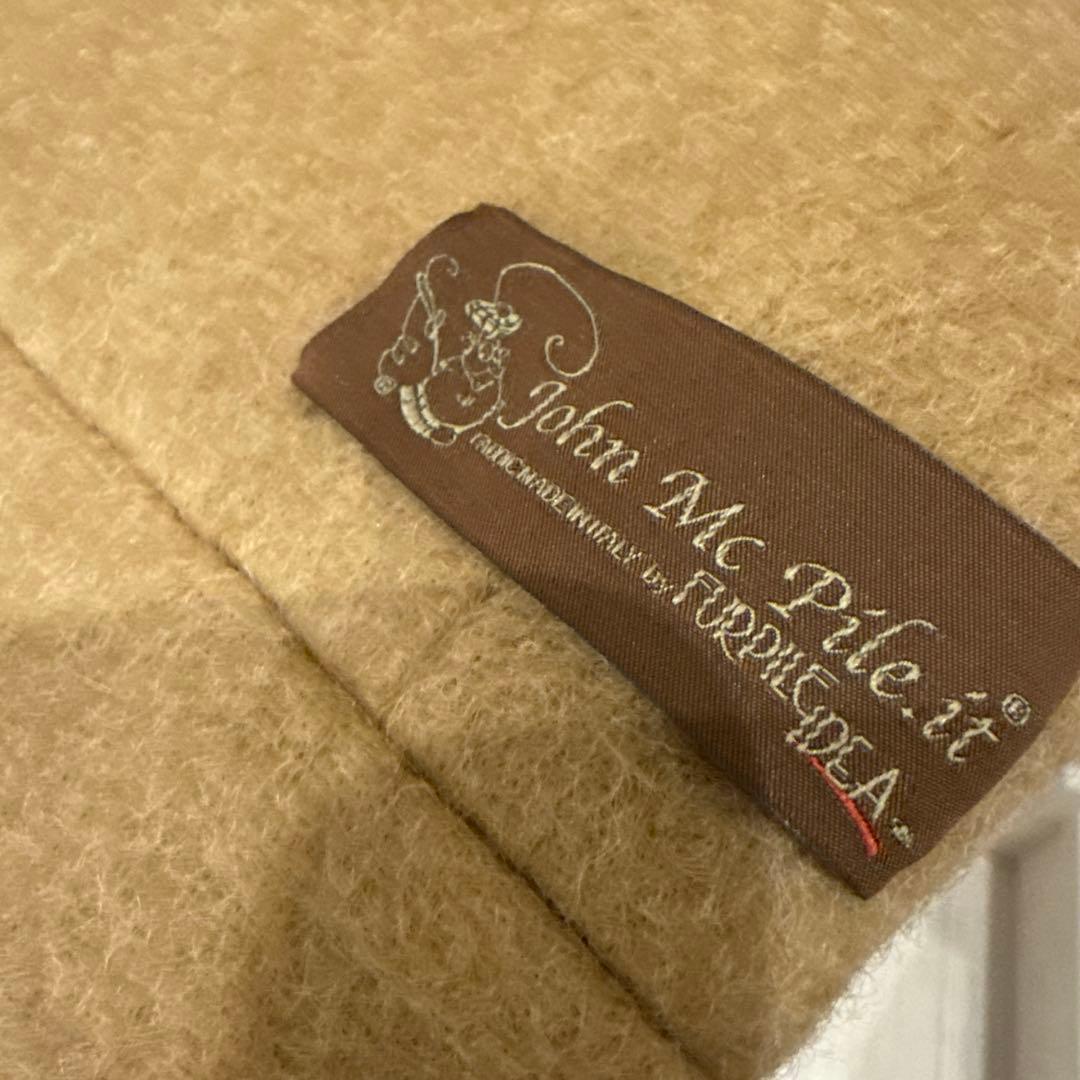 John Mc Pile.it®
FABRIC MADE IN ITALY by FURPILE IDEA